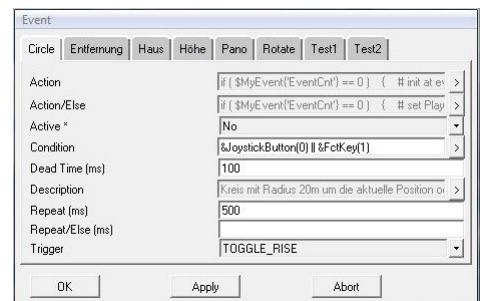 Event
Circle Entfernung Haus Höhe Pano Rotate Test1 Test2
Action if ( $MyEvent{'EventCnt'} == 0 ) { # init at ev >
Action/Else if ( $MyEvent{'EventCnt'} == 0 ) { # set Play >
Active * No
Condition &JoystickButton(0) || &FctKey(1) >
Dead Time (ms) 100
Description Kreis mit Radius 20m um die aktuelle Position o >
Repeat (ms) 500
Repeat/Else (ms)
Trigger TOGGLE_RISE
OK Apply Abort